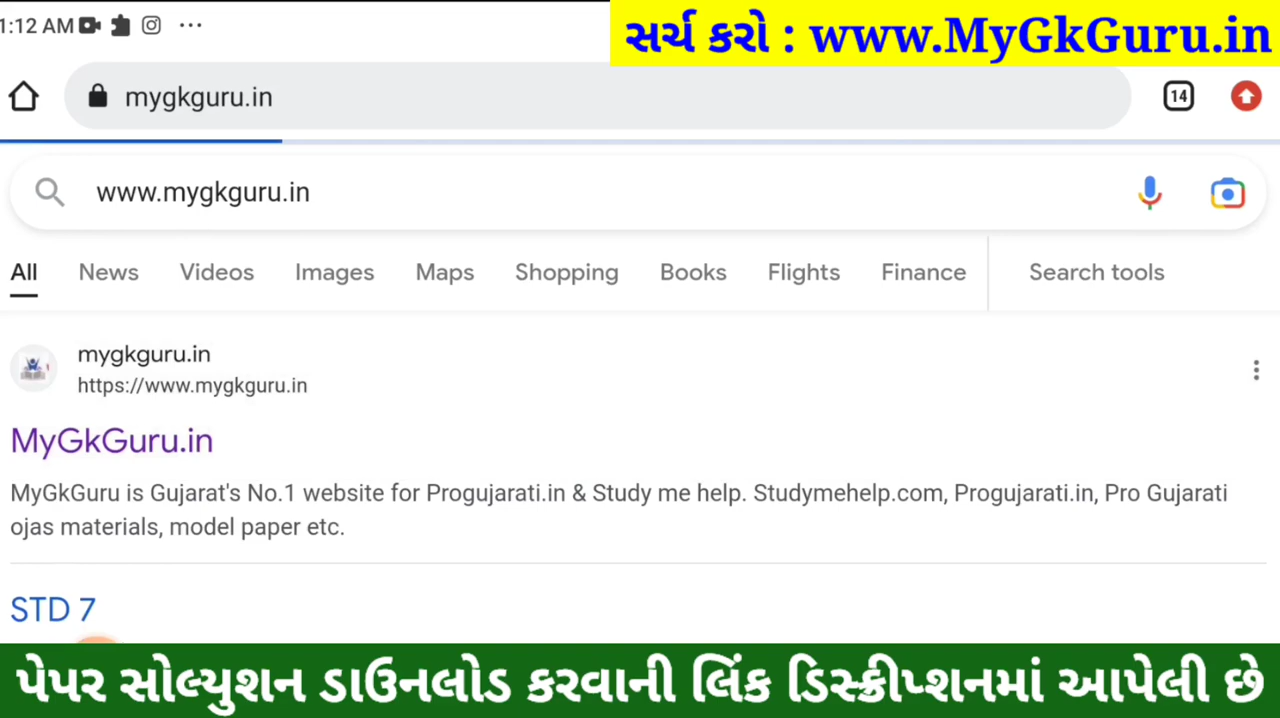 1:12 AM
સર્ચ કરો : www.MyGkGuru.in
mygkguru.in
14
www.mygkguru.in
All News Videos Images Maps Shopping Books Flights Finance Search tools
mygkguru.in
https://www.mygkguru.in
MyGkGuru.in
MyGkGuru is Gujarat's No.1 website for Progujarati.in & Study me help. Studymehelp.com, Progujarati.in, Pro Gujarati
ojas materials, model paper etc.
STD 7
પેપર સોલ્યુશન ડાઉનલોડ કરવાની લિંક ડિસ્ક્રીપ્શનમાં આપેલી છે